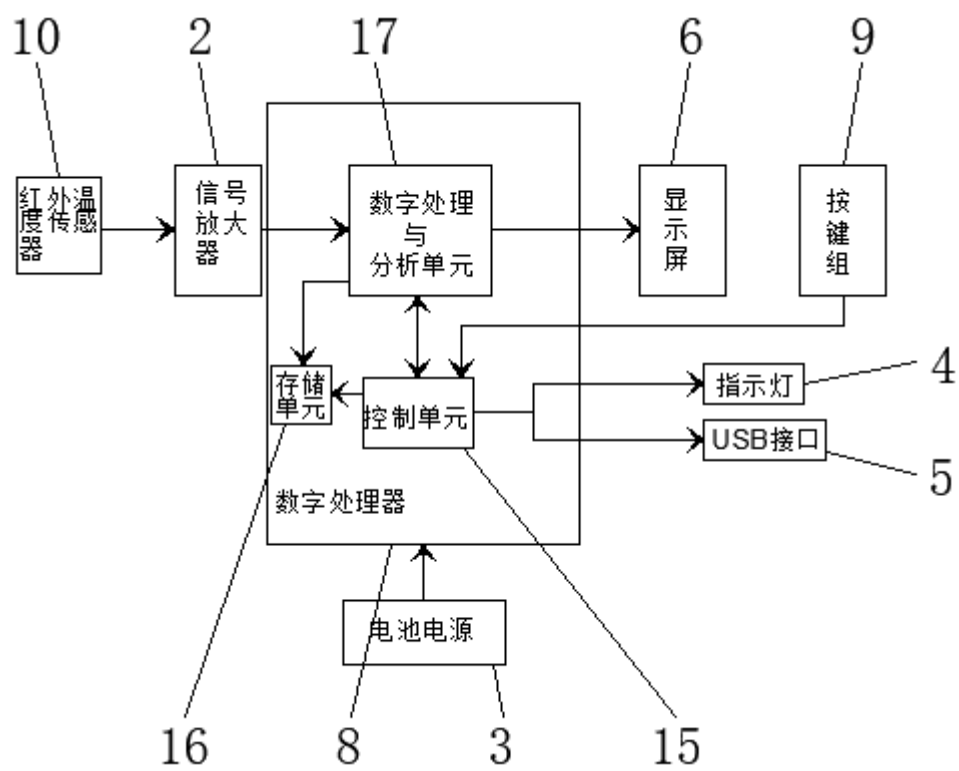 10
2
17
6
9
红外温
度传感
器
信号
放大
器
数字处理
与
分析单元
显
示
屏
按
键
组
存储
单元
控制单元
指示灯
4
USB接口
5
数字处理器
电池电源
16
8
3
15